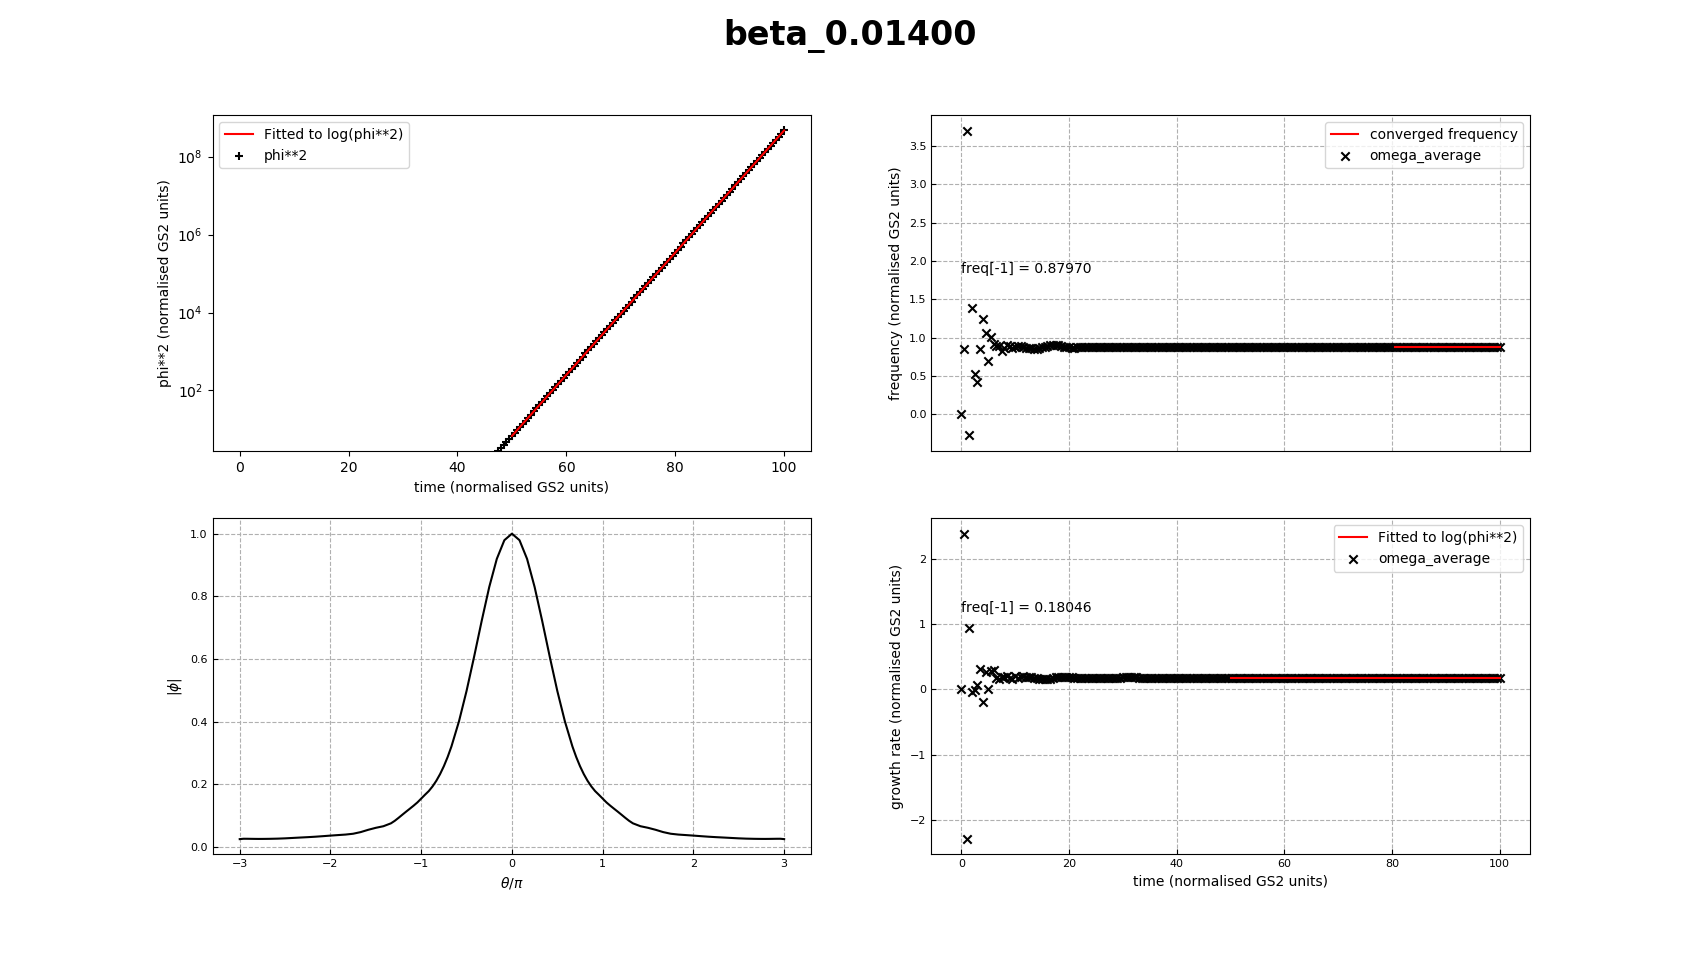 beta_0.01400
Fitted to log(phi**2)
phi**2
10^8
10^6
10^4
10^2
phi**2 (normalised GS2 units)
0 20 40 60 80 100
time (normalised GS2 units)
converged frequency
omega_average
3.5
3.0
2.5
2.0
1.5
1.0
0.5
0.0
frequency (normalised GS2 units)
freq[-1] = 0.87970
1.0
0.8
0.6
0.4
0.2
0.0
|ϕ|
−3 −2 −1 0 1 2 3
θ/π
Fitted to log(phi**2)
omega_average
2
1
0
−1
−2
growth rate (normalised GS2 units)
freq[-1] = 0.18046
0 20 40 60 80 100
time (normalised GS2 units)